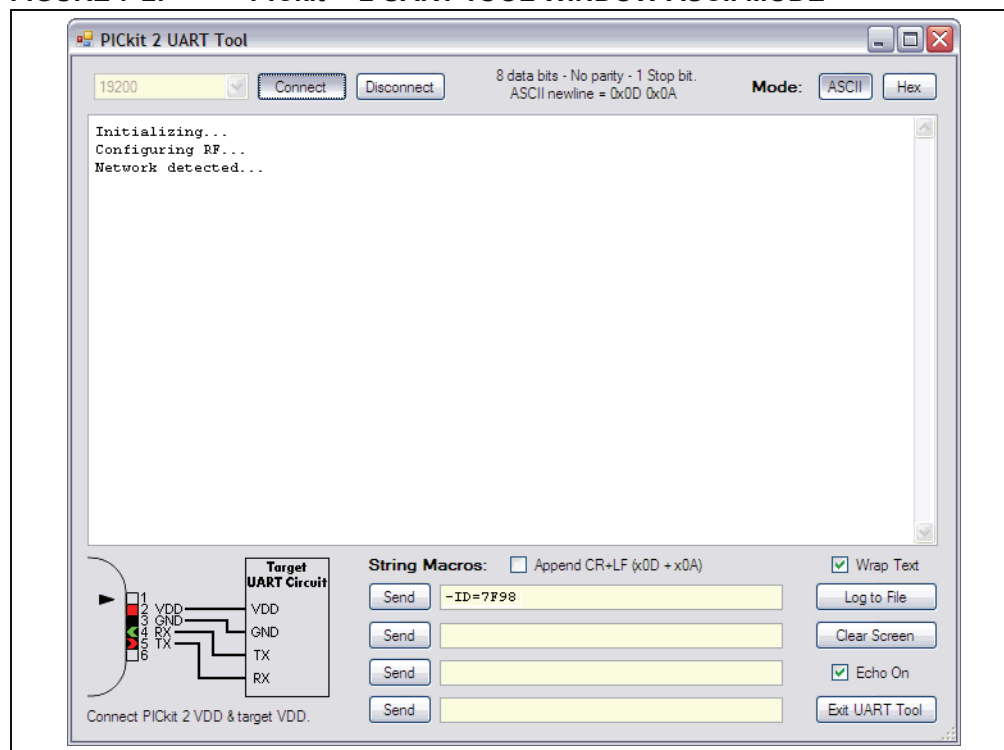 PICkit 2 UART Tool
19200 Connect Disconnect 8 data bits - No parity - 1 Stop bit. Mode: ASCII Hex
ASCII newline = 0x0D 0x0A
Initializing...
Configuring RF...
Network detected...
String Macros: Append CR+LF (x0D + x0A) Wrap Text
Send -ID=7F98 Log to File
Send Clear Screen
Send Echo On
Send Exit UART Tool
Target
UART Circuit
1
2 VDD VDD
3 GND GND
4 RX TX
5 TX RX
6
Connect PICkit 2 VDD & target VDD.